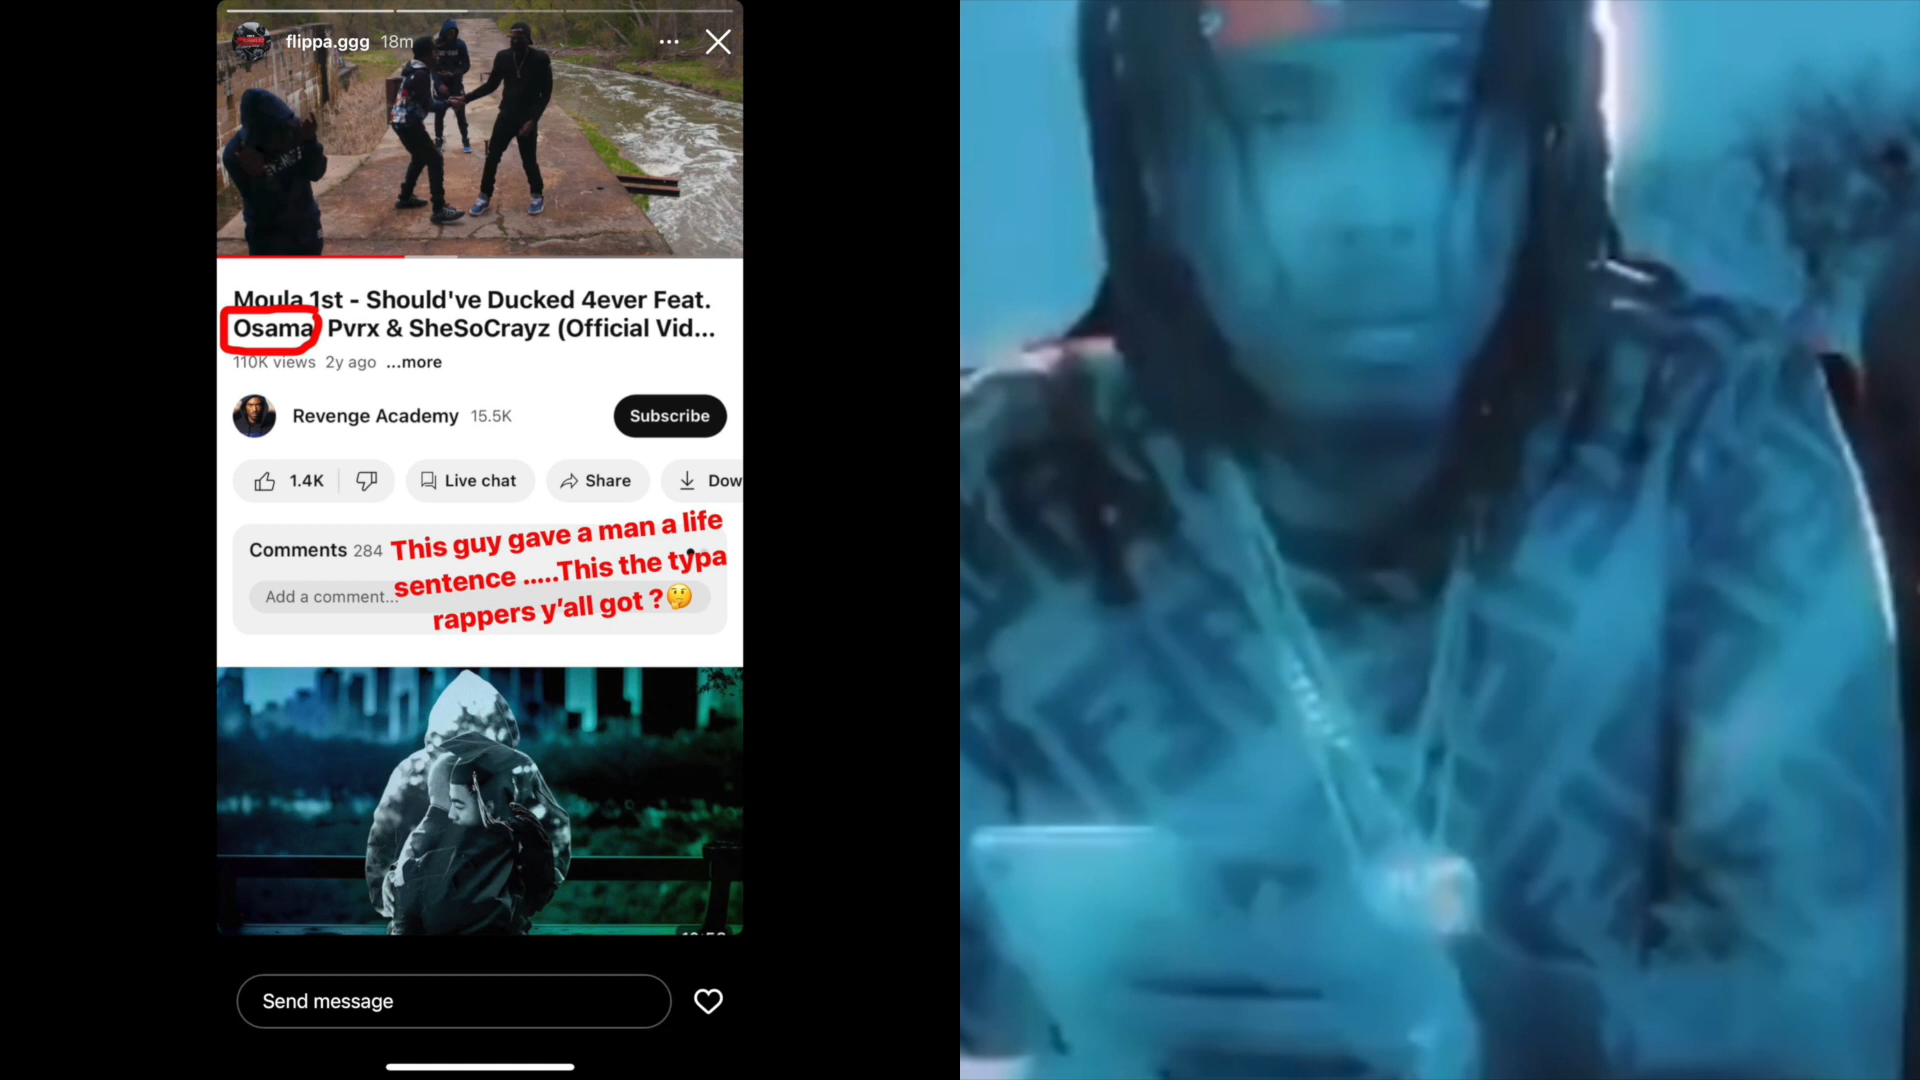 flippa.ggg 18m
Moula 1st - Should've Ducked 4ever Feat.
Osama Pvrx & SheSoCrayz (Official Vid...
110K views 2y ago ...more
Revenge Academy 15.5K
Subscribe
1.4K
Live chat
Share
Dow
Comments 284
Add a comment...
This guy gave a man a life
sentence .....This the typa
rappers y'all got ?🤔
Send message